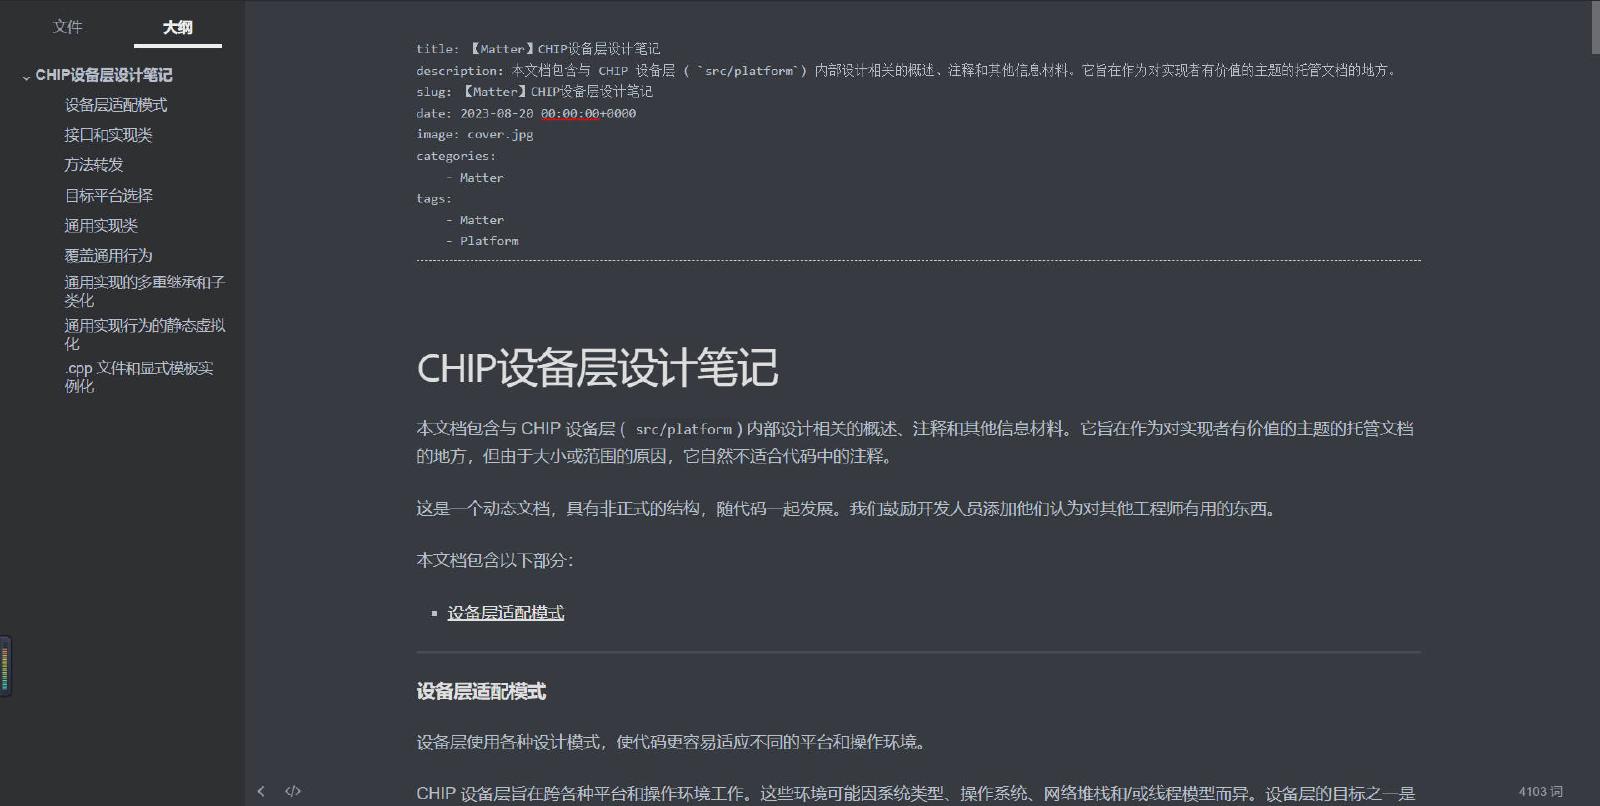 文件
大纲
CHIP设备层设计笔记
设备层适配模式
接口和实现类
方法转发
目标平台选择
通用实现类
覆盖通用行为
通用实现的多重继承和子
类化
通用实现行为的静态虚拟
化
.cpp 文件和显式模板实
例化
title: 【Matter】CHIP设备层设计笔记
description: 本文档包含与 CHIP 设备层 ( `src/platform`) 内部设计相关的概述、注释和其他信息材料。它旨在作为对实现者有价值的主题的托管文档的地方。
slug: 【Matter】CHIP设备层设计笔记
date: 2023-08-20 00:00:00+0000
image: cover.jpg
categories:
- Matter
tags:
- Matter
- Platform
CHIP设备层设计笔记
本文档包含与 CHIP 设备层 ( src/platform ) 内部设计相关的概述、注释和其他信息材料。它旨在作为对实现者有价值的主题的托管文档
的地方，但由于大小或范围的原因，它自然不适合代码中的注释。
这是一个动态文档，具有非正式的结构，随代码一起发展。我们鼓励开发人员添加他们认为对其他工程师有用的东西。
本文档包含以下部分：
▪ 设备层适配模式
设备层适配模式
设备层使用各种设计模式，使代码更容易适应不同的平台和操作环境。
CHIP 设备层旨在跨各种平台和操作环境工作。这些环境可能因系统类型、操作系统、网络堆栈和/或线程模型而异。设备层的目标之一是
< </>
4103 词